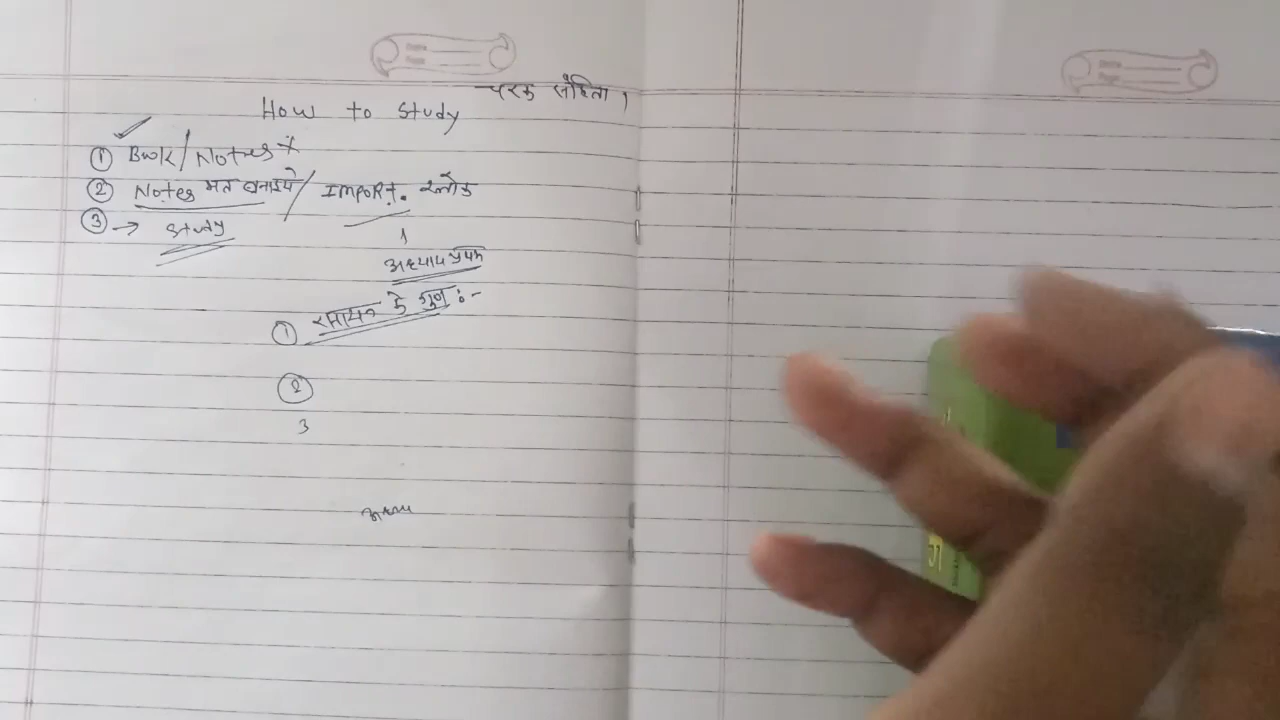 चरक संहिता ।
How to Study
① Book/Notes ×
② Notes मत बनाइये / IMPORT. श्लोक
③ → Study
1
अध्याय प्रथम
① रसायन के गुण :-
②
3